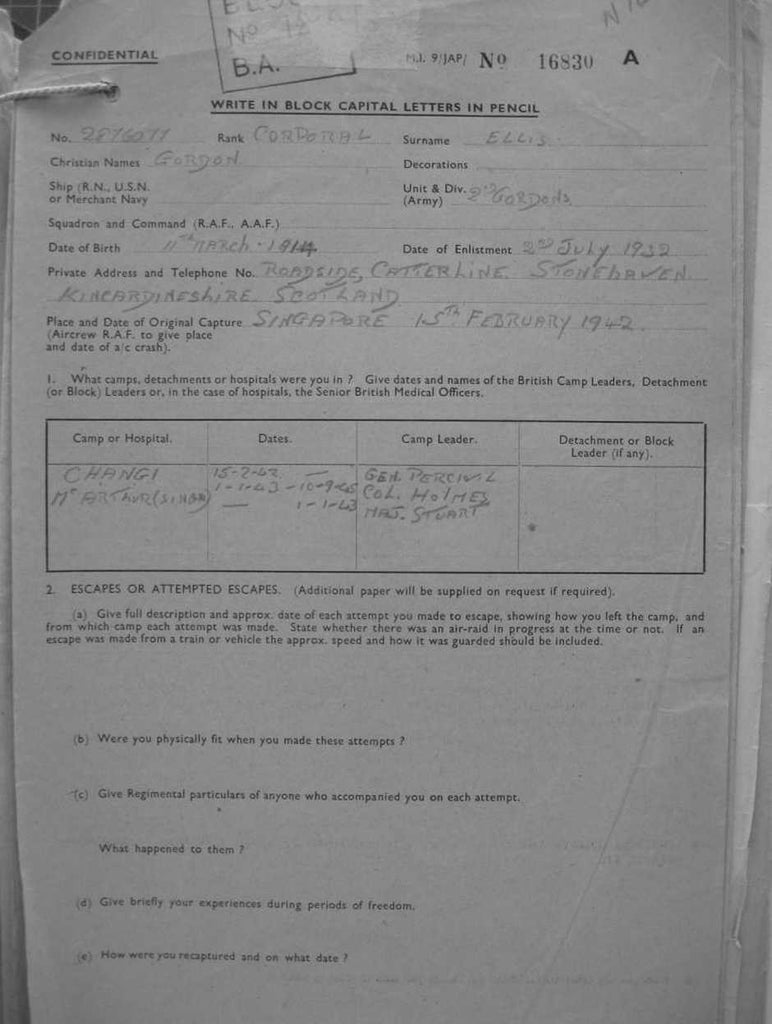 No 12
B.A.
CONFIDENTIAL
M.I. 9/JAP/ No 16830 A
WRITE IN BLOCK CAPITAL LETTERS IN PENCIL
No. Rank CORPORAL Surname ELLIS
Christian Names GORDON Decorations
Ship (R.N., U.S.N. or Merchant Navy
Unit & Div. (Army) 2nd GORDONS
Squadron and Command (R.A.F., A.A.F.)
Date of Birth 11TH MARCH. 1914 Date of Enlistment 2nd JULY 1932
Private Address and Telephone No. ROADSIDE, CATTERLINE. STONEHAVEN.
KINCARDINESHIRE SCOTLAND
Place and Date of Original Capture SINGAPORE 15TH FEBRUARY 1942.
(Aircrew R.A.F. to give place
and date of a/c crash).
1. What camps, detachments or hospitals were you in ? Give dates and names of the British Camp Leaders, Detachment
(or Block) Leaders or, in the case of hospitals, the Senior British Medical Officers.
Camp or Hospital. Dates. Camp Leader. Detachment or Block
Leader (if any).
CHANGI 15-2-42. — GEN. PERCIVAL
Mc ARTHUR (SINGAP) 1-1-43 -10-9-45 COL. HOLMES
— 1-1-43 MAJ. STUART
2. ESCAPES OR ATTEMPTED ESCAPES. (Additional paper will be supplied on request if required).
(a) Give full description and approx. date of each attempt you made to escape, showing how you left the camp, and
from which camp each attempt was made. State whether there was an air-raid in progress at the time or not. If an
escape was made from a train or vehicle the approx. speed and how it was guarded should be included.
(b) Were you physically fit when you made these attempts ?
(c) Give Regimental particulars of anyone who accompanied you on each attempt.
What happened to them ?
(d) Give briefly your experiences during periods of freedom.
(e) How were you recaptured and on what date ?